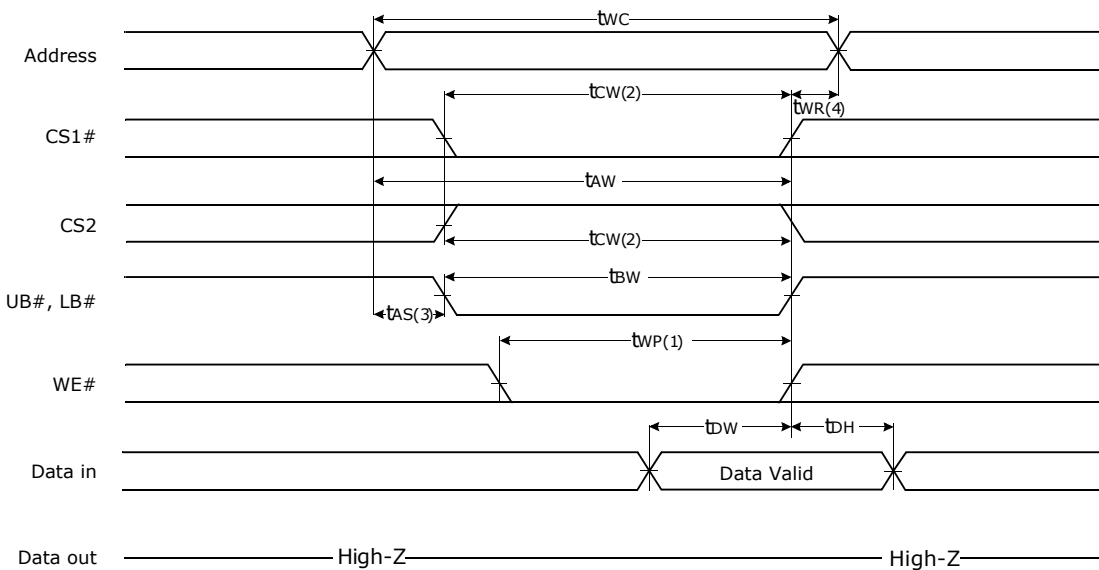 tWC
Address
tCW(2)
tWR(4)
CS1#
tAW
CS2
tCW(2)
tBW
UB#, LB#
tAS(3)
tWP(1)
WE#
tDW
tDH
Data in
Data Valid
Data out
High-Z
High-Z